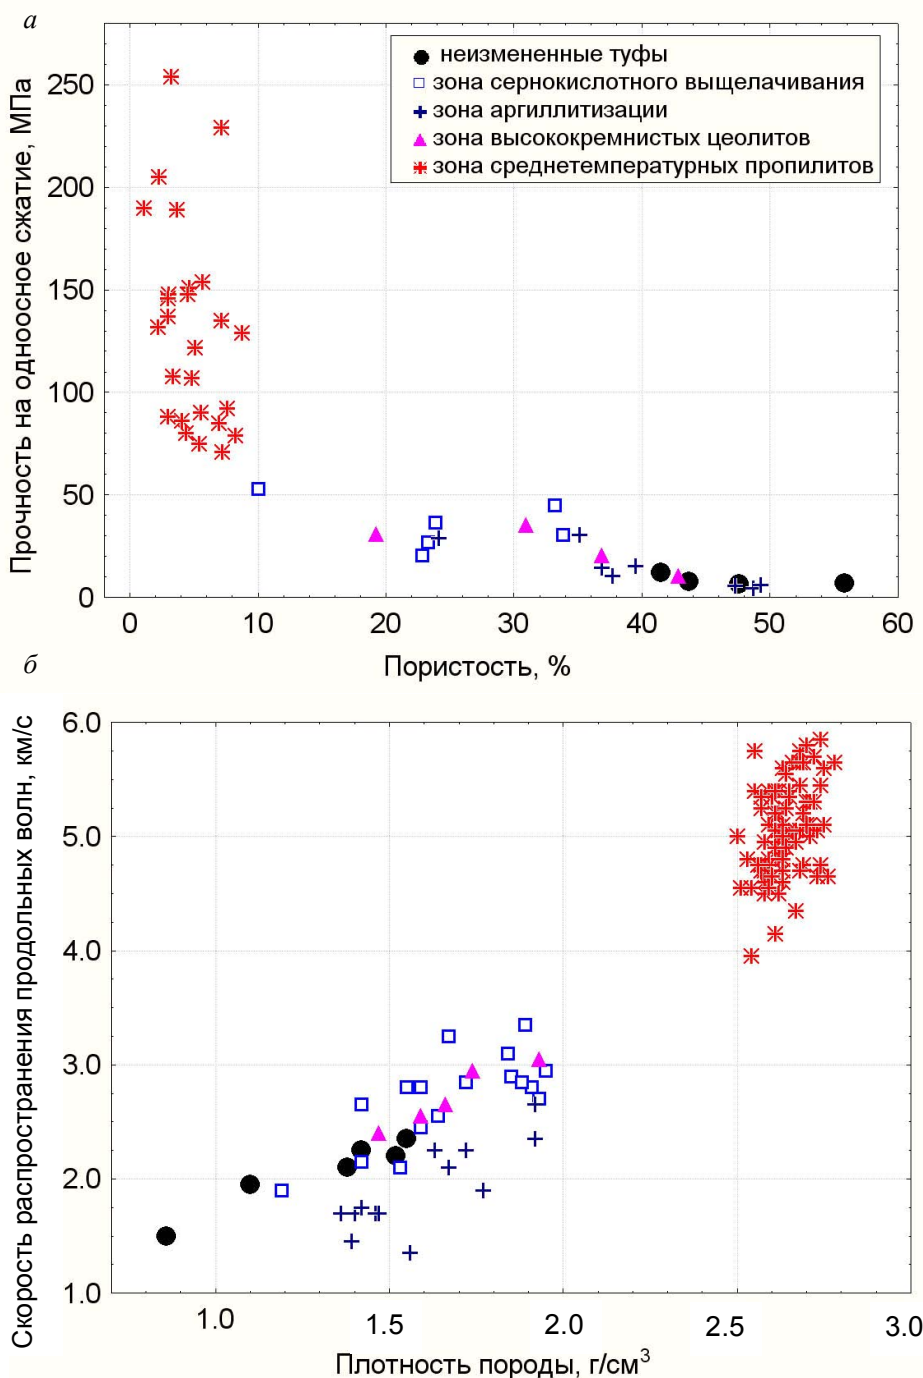 а
Прочность на одноосное сжатие, МПа
неизмененные туфы
зона сернокислотного выщелачивания
зона аргиллитизации
зона высококремнистых цеолитов
зона среднетемпературных пропилитов
250
200
150
100
50
0
0 10 20 30 40 50 60
Пористость, %
б
Скорость распространения продольных волн, км/с
6.0
5.0
4.0
3.0
2.0
1.0
1.0 1.5 2.0 2.5 3.0
Плотность породы, г/см³